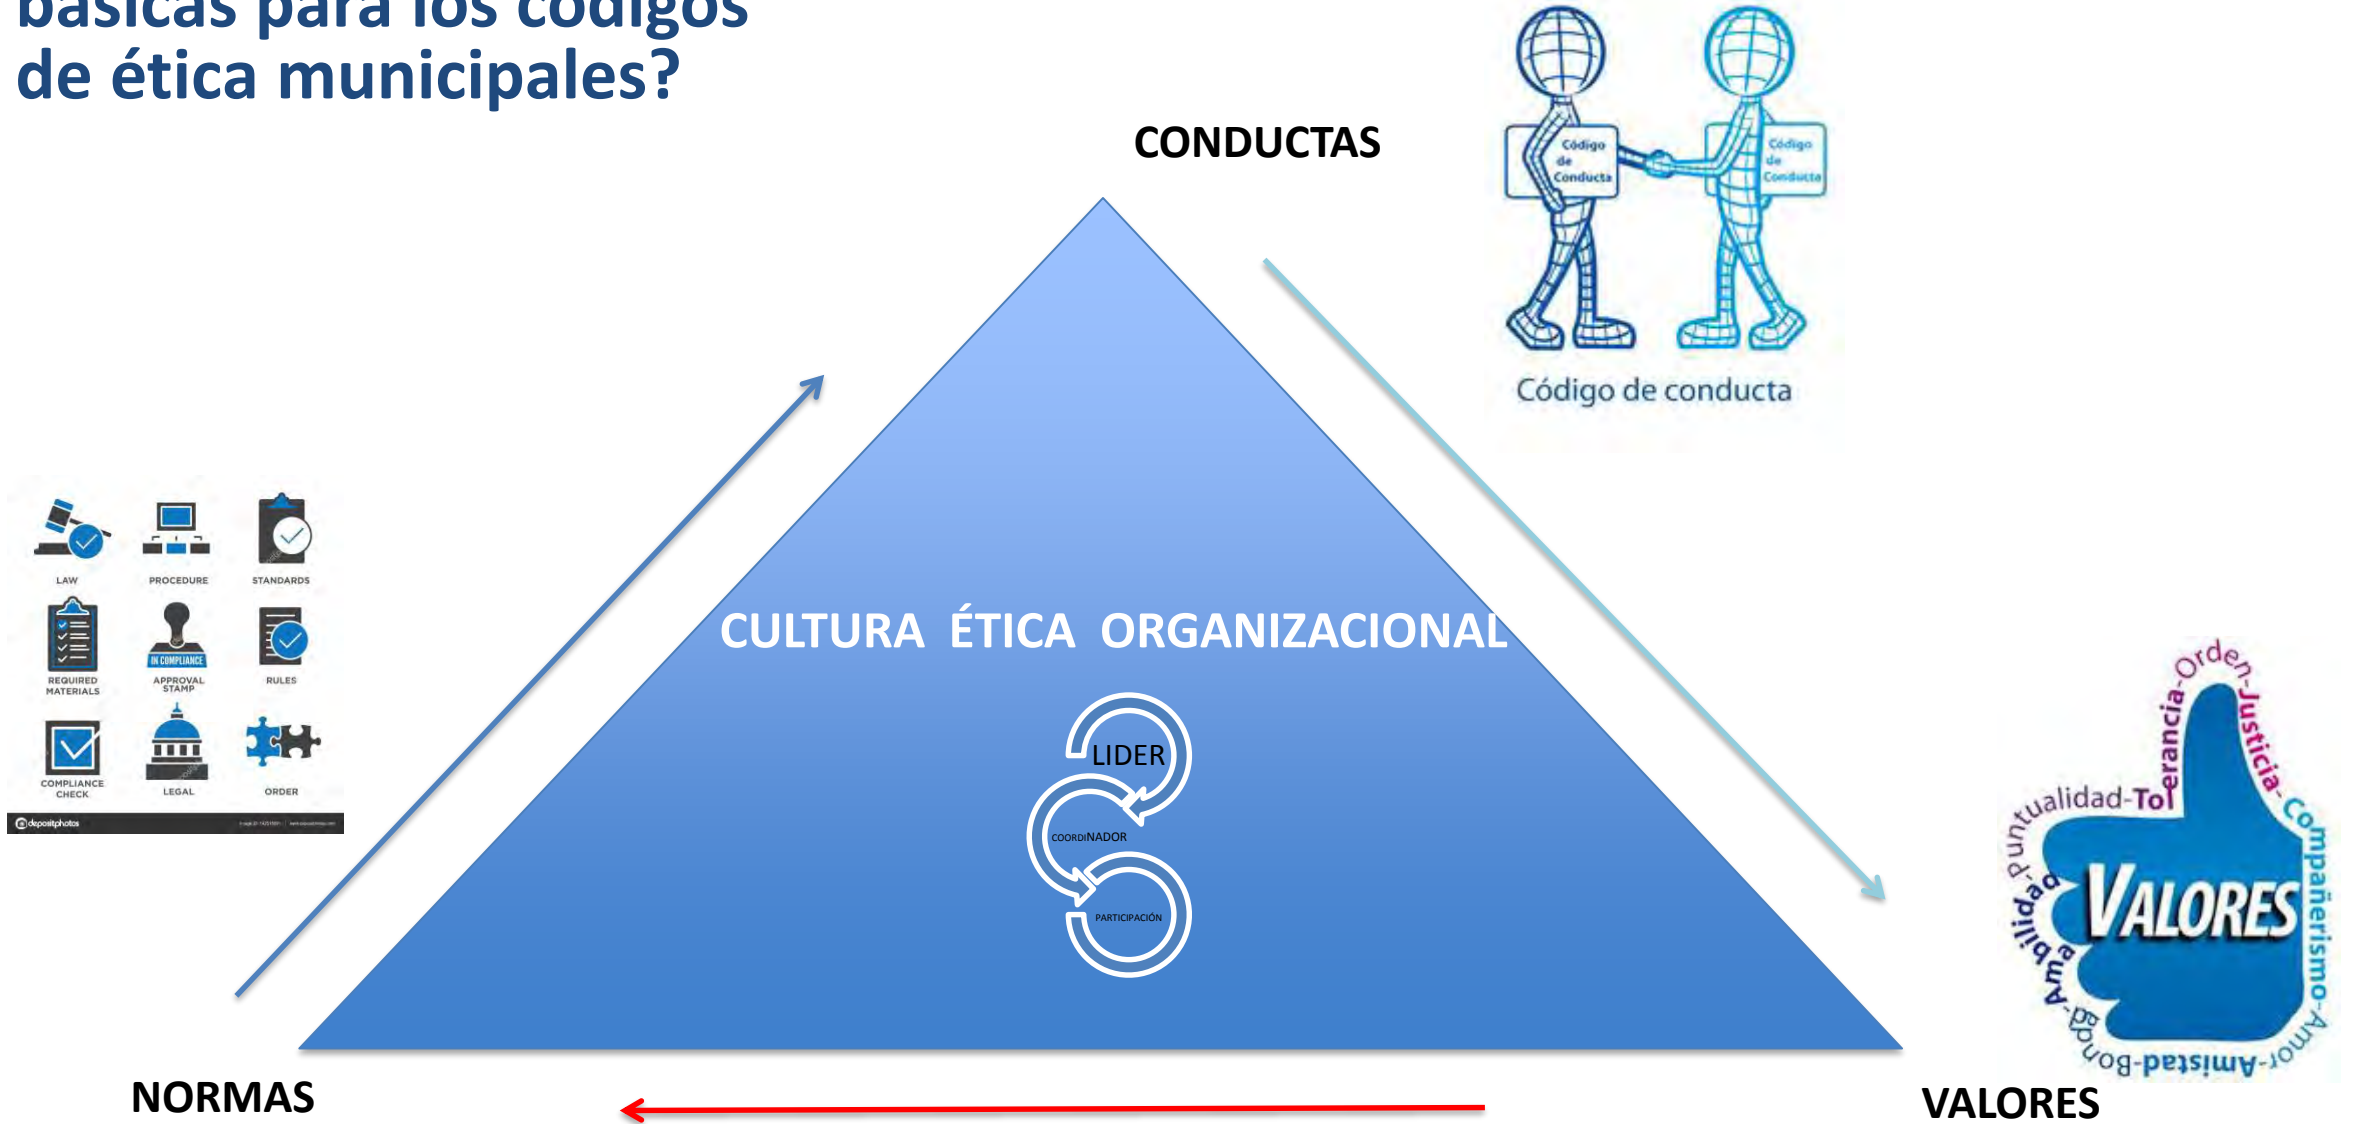 básicas para los códigos
de ética municipales?
CONDUCTAS
Código
de
Conducta
Código
de
Conducta
Código de conducta
LAW
PROCEDURE
STANDARDS
REQUIRED
MATERIALS
IN COMPLIANCE
APPROVAL
STAMP
RULES
COMPLIANCE
CHECK
LEGAL
ORDER
depositphotos
CULTURA ÉTICA ORGANIZACIONAL
LIDER
COORDINADOR
PARTICIPACIÓN
Amabilidad-Puntualidad-Tolerancia-Orden-Justicia-Compañerismo-Amor-Amistad-Bondad-
VALORES
NORMAS
VALORES